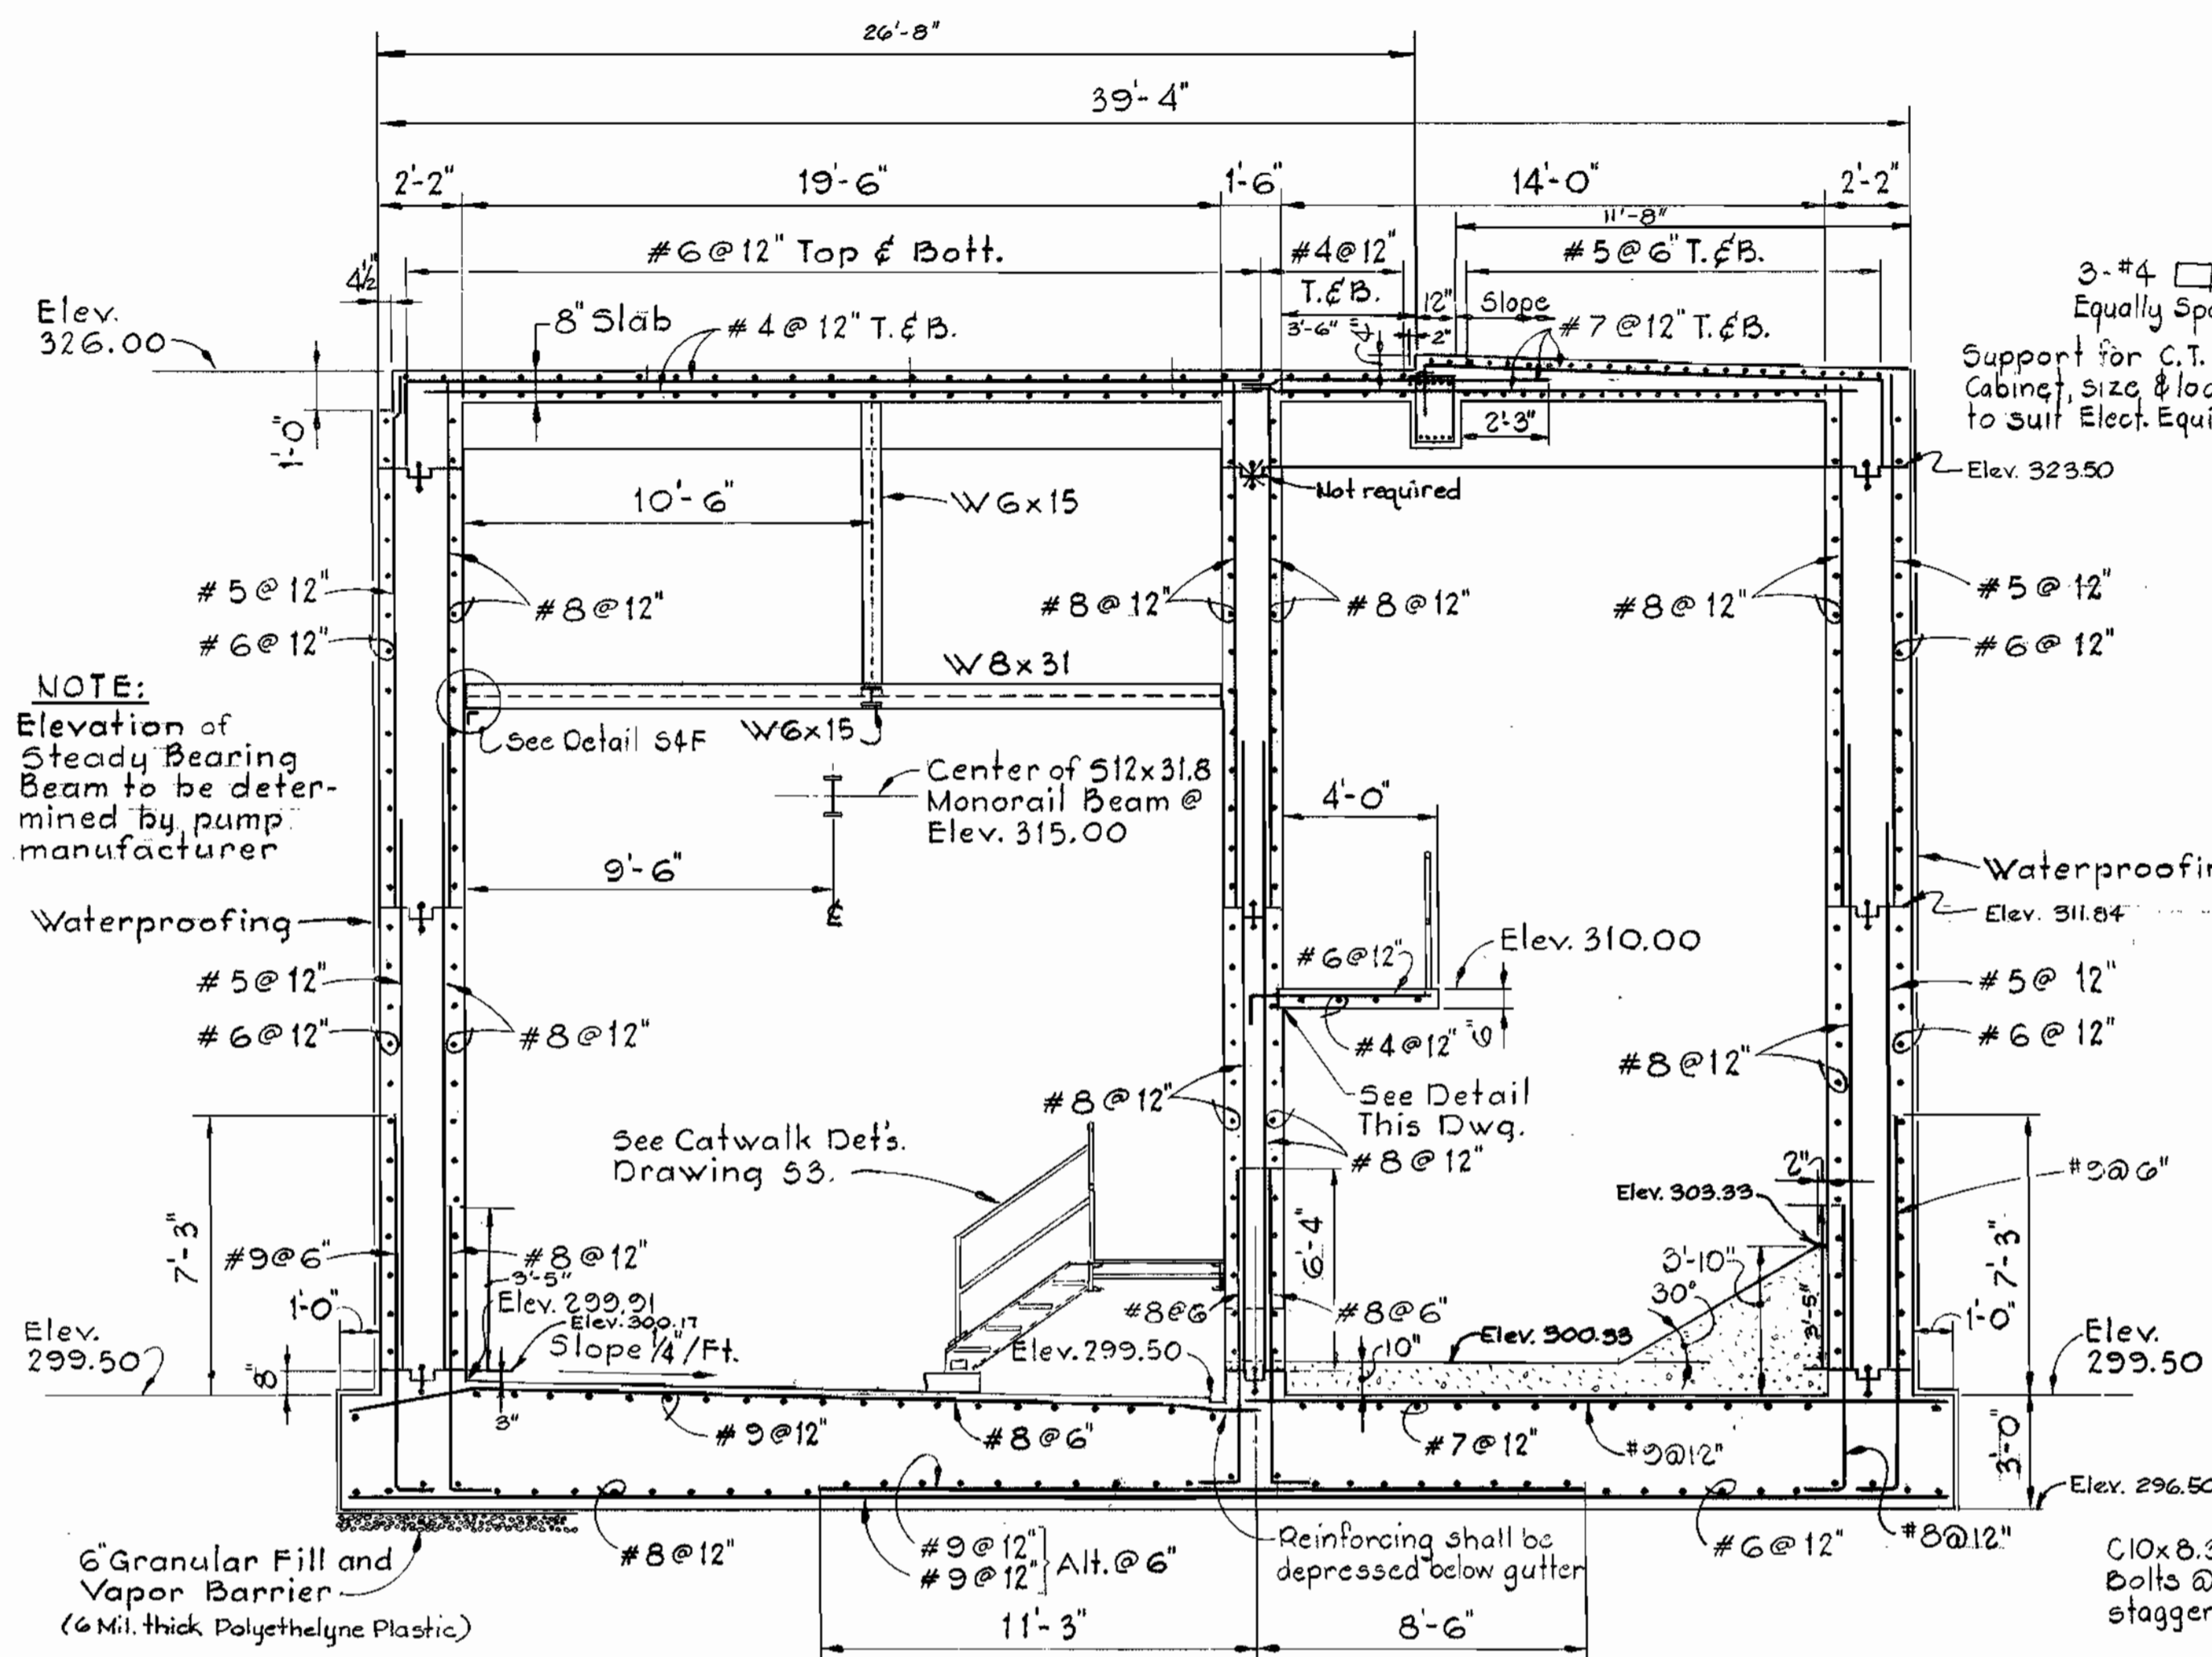 26'-8"
39'-4"
2'-2"
19'-6"
1'-6"
14'-0"
2'-2"
11'-8"
#6@12" Top & Bott.
#4@12"
T.&B.
#5@6" T.&B.
4½"
12"
Slope
3'-6"
2"
8" Slab
#4@12" T.&B.
#7@12" T.&B.
Elev.
326.00
1'-0"
3-#4
Equally Spa
Support for C.T.
Cabinet, size & loc
to suit Elect. Equi
2'-3"
Elev. 323.50
10'-6"
W6x15
Not required
#5@12"
#6@12"
#8@12"
#8@12"
#8@12"
#8@12"
#5@12"
#6@12"
W8x31
NOTE:
Elevation of
Steady Bearing
Beam to be deter-
mined by pump
manufacturer
See Detail S4F
W6x15
Center of S12x31.8
Monorail Beam @
Elev. 315.00
4'-0"
9'-6"
Waterproofing
Waterproofin
Elev. 311.84
Elev. 310.00
#6@12"
#5@12"
#6@12"
#8@12"
#4@12"
6"
#8@12"
#5@12"
#6@12"
See Detail
This Dwg.
#8@12"
#8@12"
See Catwalk Det's.
Drawing S3.
7'-3"
#9@6"
#8@12"
3'-5"
Elev. 299.91
Elev. 300.17
Slope ¼"/Ft.
1'-0"
Elev.
299.50
8"
3"
6'-4"
#8@6
#8@6"
Elev. 299.50
Elev. 300.33
10"
Elev. 303.33
2"
3'-10"
30°
3'-5"
#9@6"
7'-3"
1'-0"
Elev.
299.50
3'-0"
Elev. 296.50
#9@12"
#8@6"
#7@12"
#9@12"
6" Granular Fill and
Vapor Barrier
(6 Mil. thick Polyethelyne Plastic)
#8@12"
#9@12"
#9@12"
Alt.@6"
Reinforcing shall be
depressed below gutter
#6@12"
#8@12"
C10x8.3
Bolts @
stagger
11'-3"
8'-6"